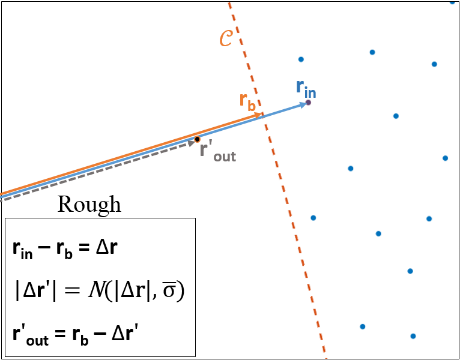 𝒞
r_b
r_in
r'_out
Rough
r_in – r_b = Δr
|Δr'| = N(|Δr|, σ̅)
r'_out = r_b – Δr'